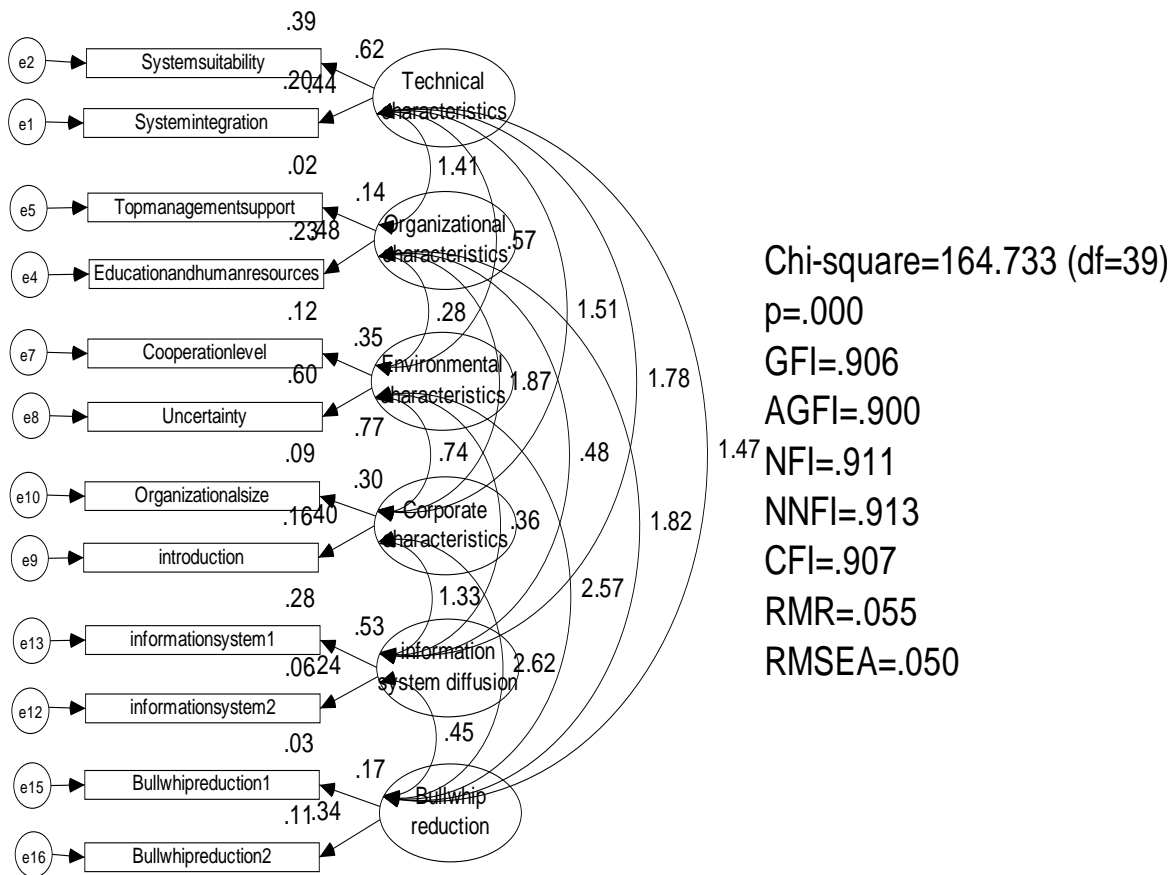 .39
e2
Systemsuitability
.62
Technical
characteristics
.20
.44
e1
Systemintegration
1.41
.02
e5
Topmanagementsupport
.14
Organizational
characteristics
.23
.48
.57
e4
Educationandhumanresources
.28
1.51
.12
e7
Cooperationlevel
.35
Environmental
characteristics
.60
1.87
1.78
e8
Uncertainty
.77
.74
.48
1.47
.09
e10
Organizationalsize
.30
Corporate
characteristics
.16
.40
.36
1.82
e9
introduction
1.33
2.57
.28
e13
informationsystem1
.53
information
system diffusion
.06
.24
2.62
e12
informationsystem2
.45
.03
e15
Bullwhipreduction1
.17
Bullwhip
reduction
.11
.34
e16
Bullwhipreduction2
Chi-square=164.733 (df=39)
p=.000
GFI=.906
AGFI=.900
NFI=.911
NNFI=.913
CFI=.907
RMR=.055
RMSEA=.050